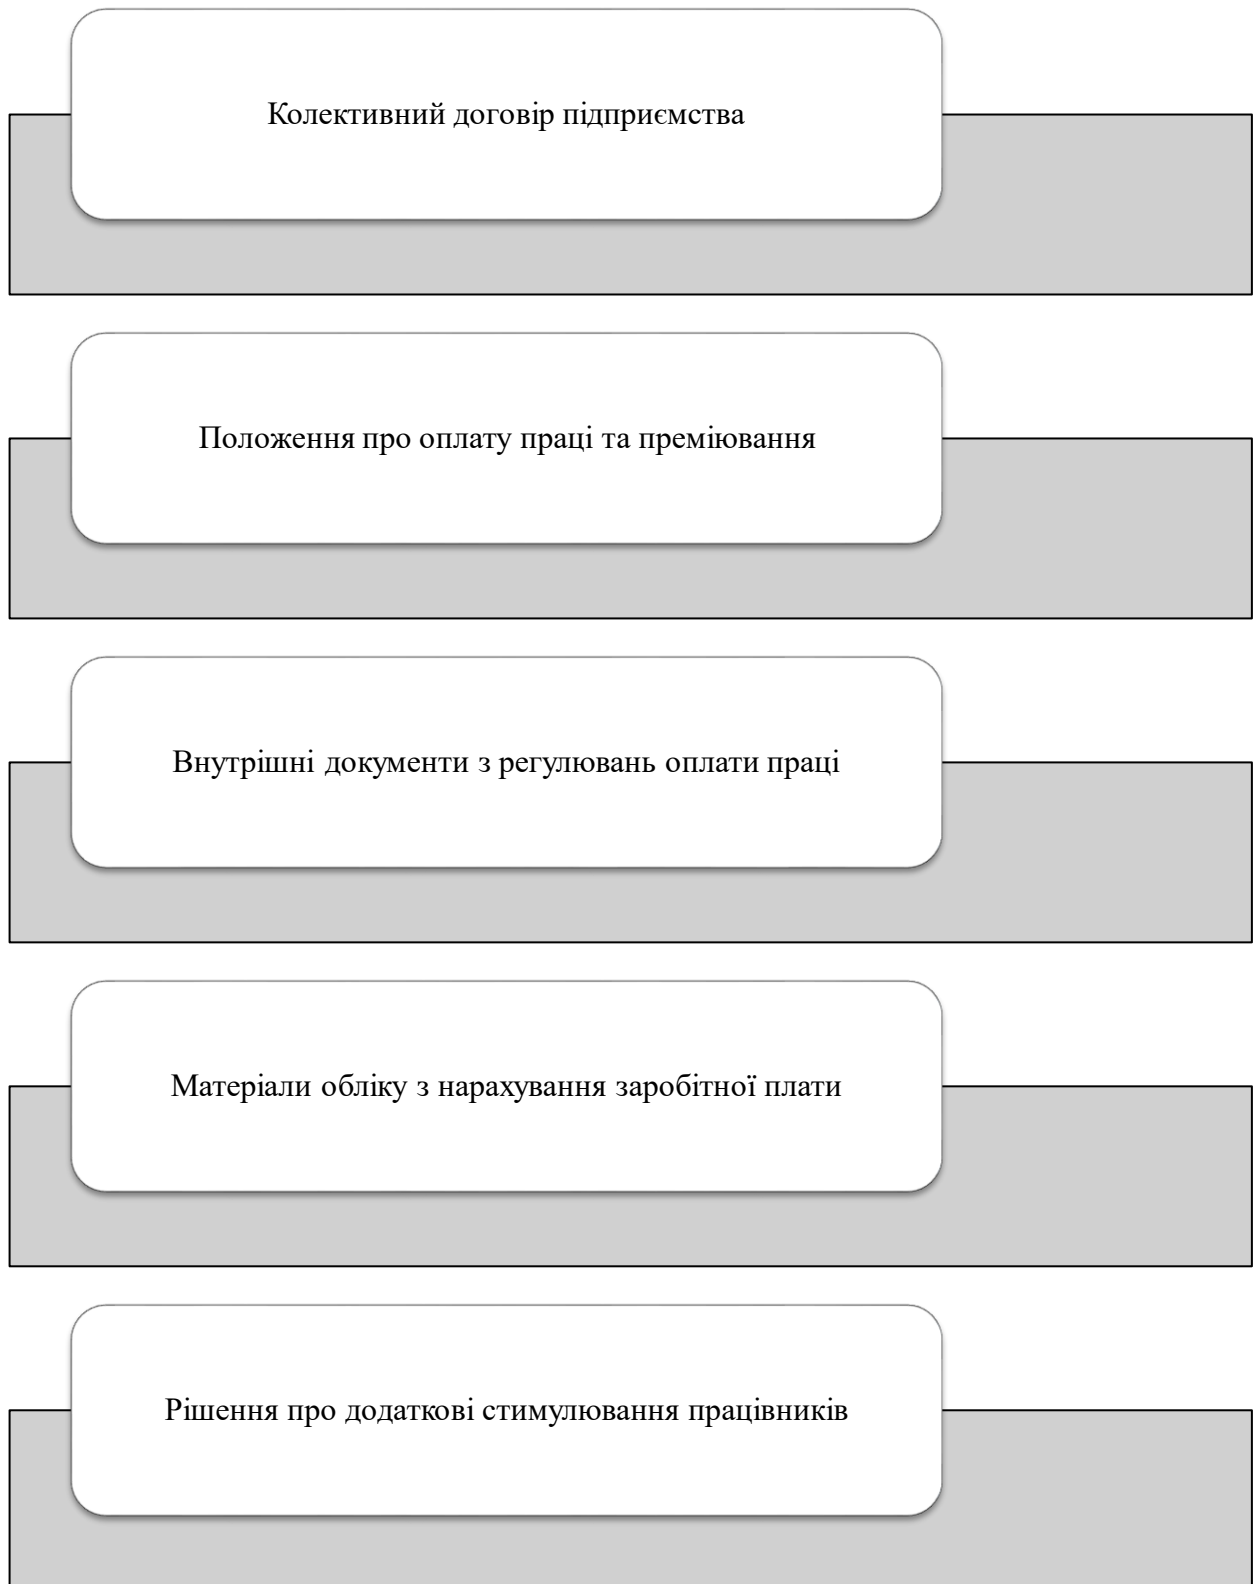 Колективний договір підприємства
Положення про оплату праці та преміювання
Внутрішні документи з регулювань оплати праці
Матеріали обліку з нарахування заробітної плати
Рішення про додаткові стимулювання працівників